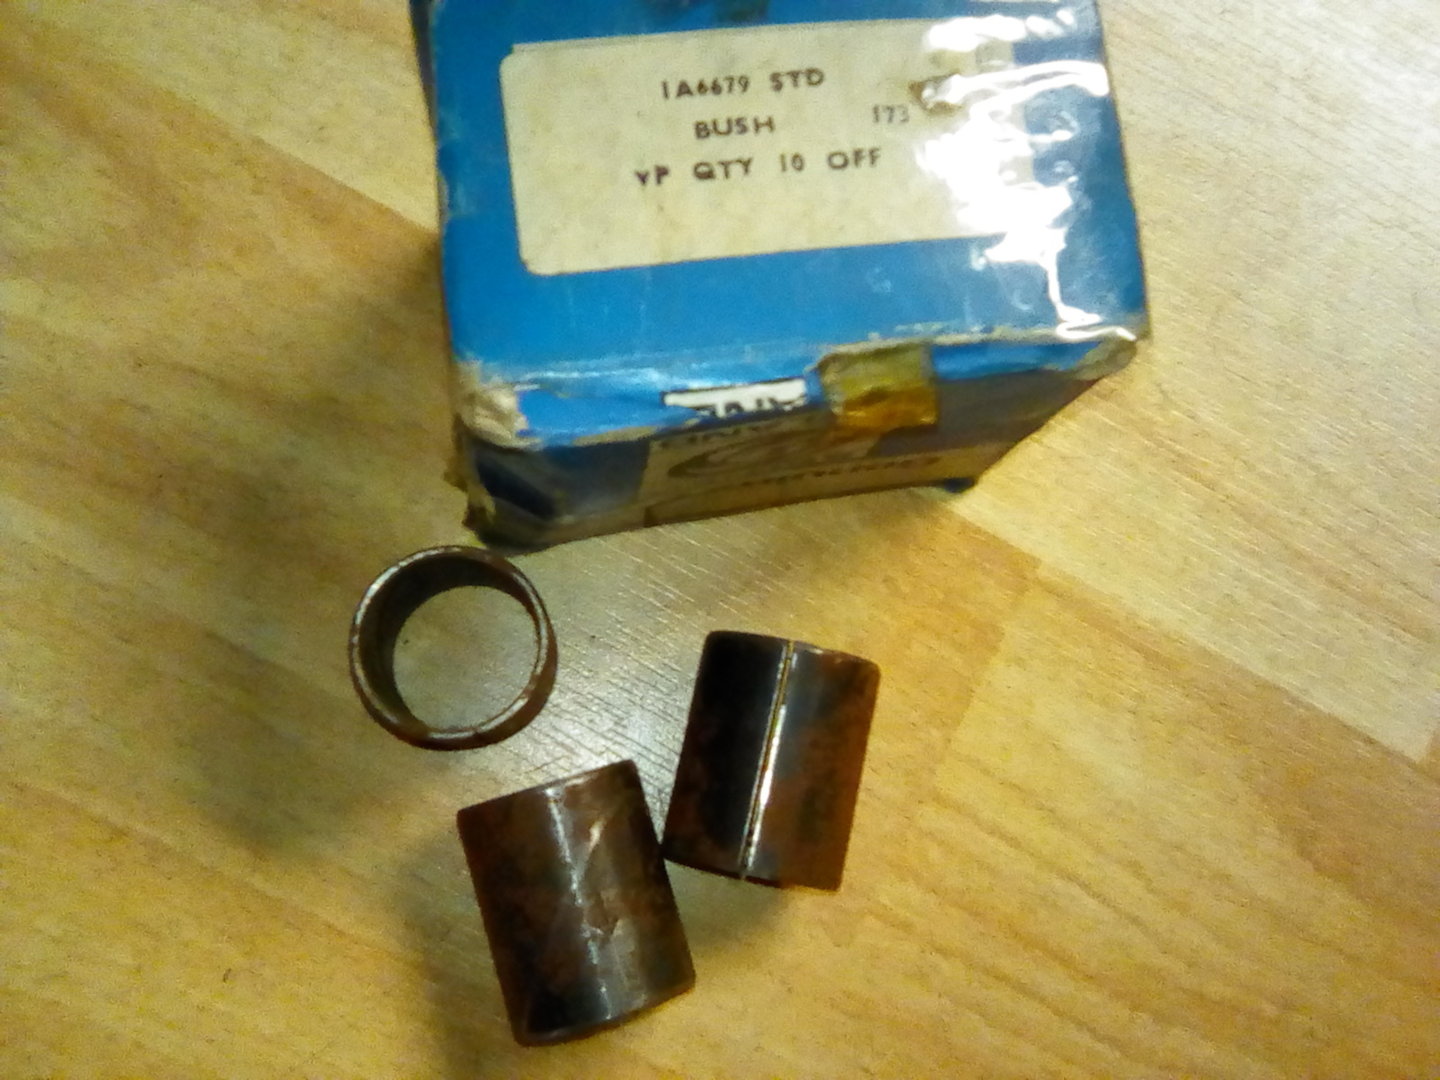 1A6679 STD
BUSH 173
VP QTY 10 OFF